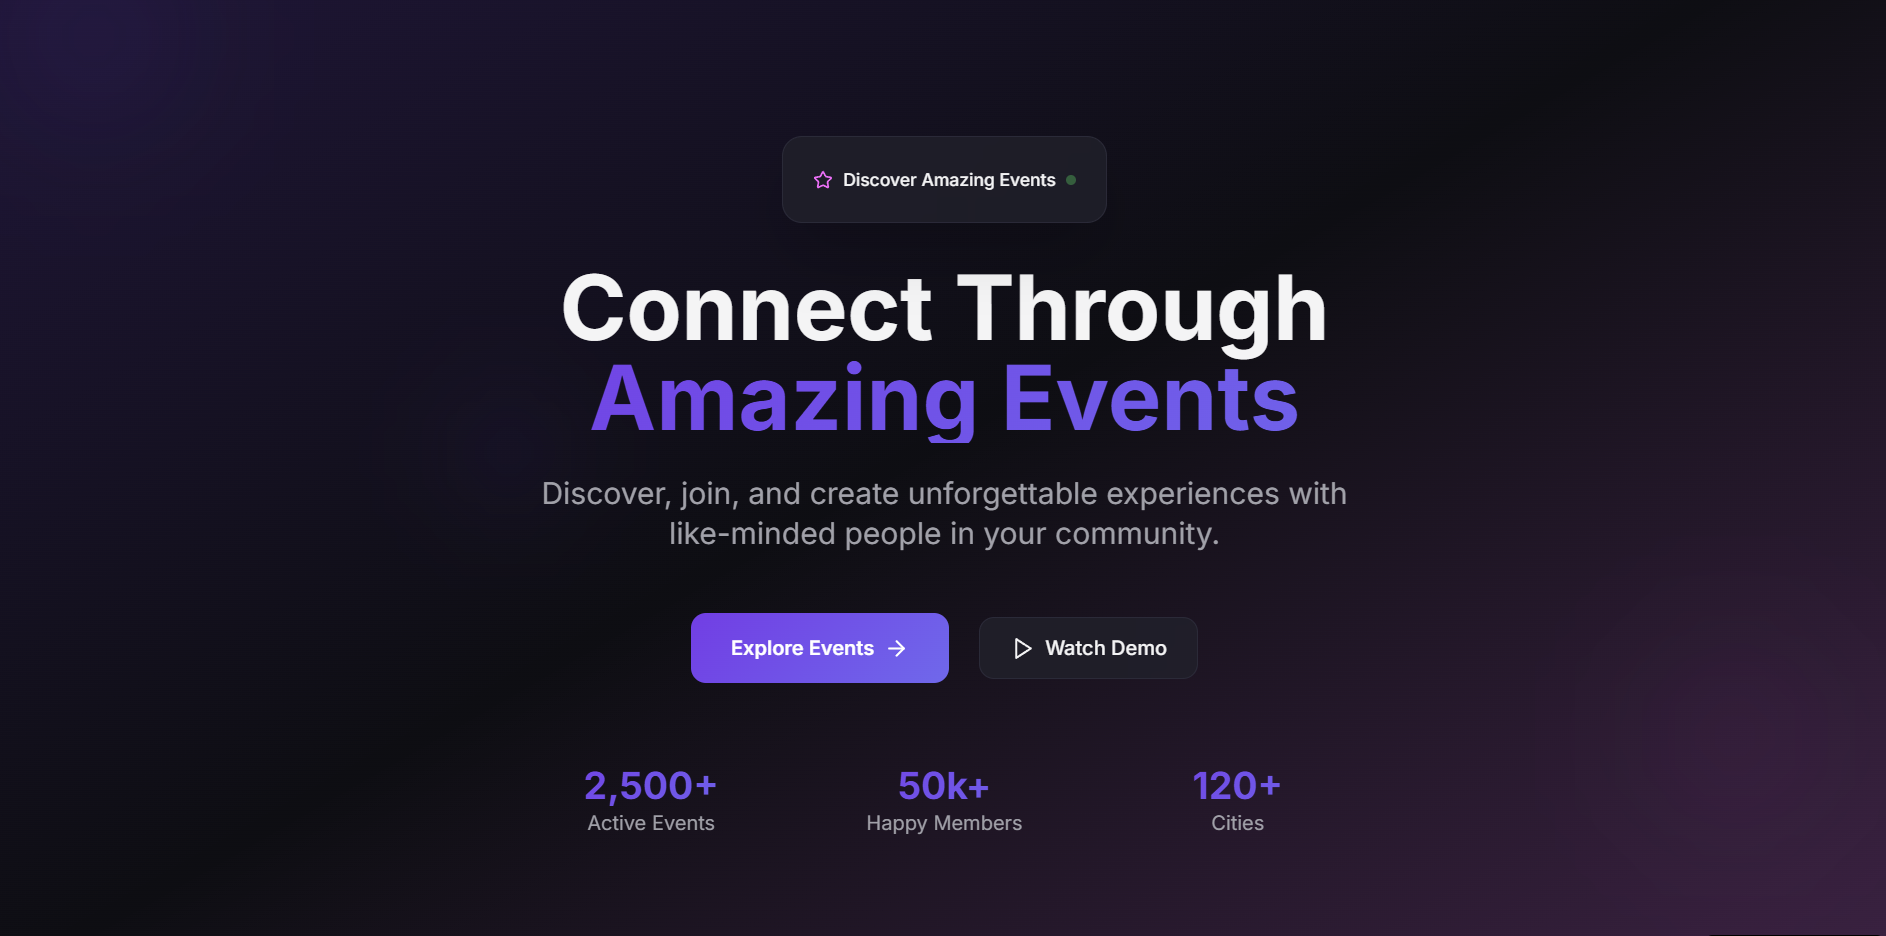 Discover Amazing Events
Connect Through
Amazing Events
Discover, join, and create unforgettable experiences with
like-minded people in your community.
Explore Events
Watch Demo
2,500+
Active Events
50k+
Happy Members
120+
Cities